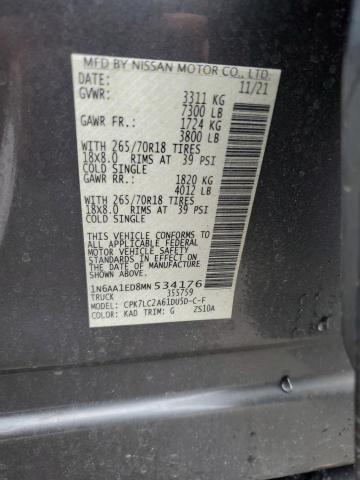 MFD BY NISSAN MOTOR CO., LTD.
DATE: 11/21
GVWR: 3311 KG
7300 LB
GAWR FR: 1724 KG
3800 LB
WITH 265/70R18 TIRES
18X8.0 RIMS AT 39 PSI
COLD SINGLE
GAWR RR: 1820 KG
4012 LB
WITH 265/70R18 TIRES
18X8.0 RIMS AT 39 PSI
COLD SINGLE
THIS VEHICLE CONFORMS TO ALL
APPLICABLE FEDERAL MOTOR
VEHICLE SAFETY STANDARDS
IN EFFECT ON THE DATE OF
MANUFACTURE SHOWN ABOVE.
1N6AA1ED8MN534176
TRUCK 355759
MODEL: CPK7LC2A61DU5D-C-F
COLOR: KAD TRIM: G ZS10A